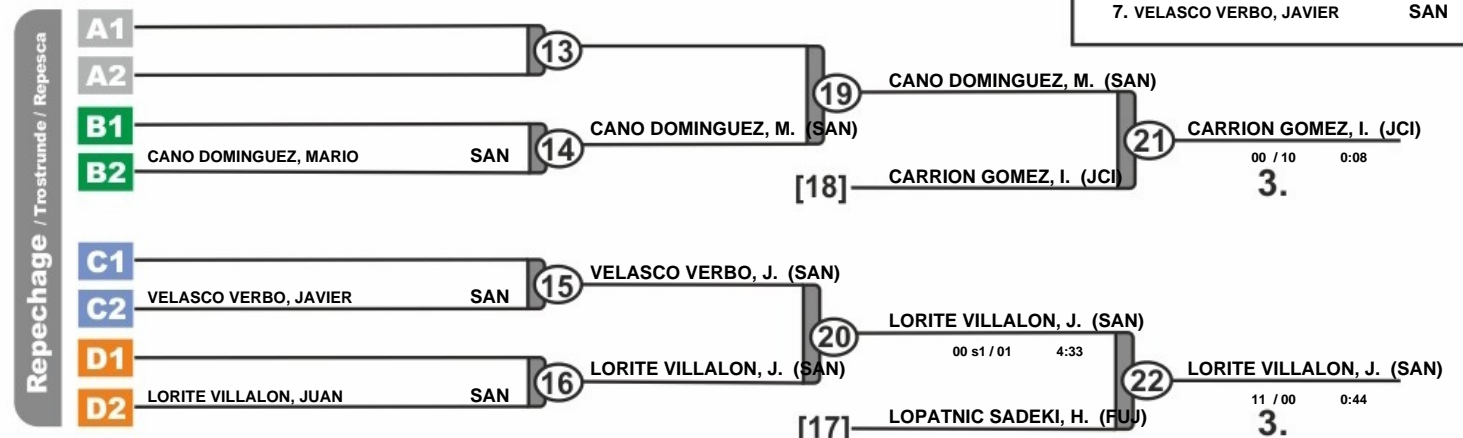 7. VELASCO VERBO, JAVIER SAN
Repechage / Trostrunde / Repesca
A1
13
A2
19
CANO DOMINGUEZ, M. (SAN)
B1
CANO DOMINGUEZ, M. (SAN)
14
21
CARRION GOMEZ, I. (JCI)
CANO DOMINGUEZ, MARIO SAN
00 / 10 0:08
B2
[18]
CARRION GOMEZ, I. (JCI)
3.
C1
VELASCO VERBO, J. (SAN)
15
VELASCO VERBO, JAVIER SAN
C2
LORITE VILLALON, J. (SAN)
20
00 s1 / 01 4:33
D1
LORITE VILLALON, J. (SAN)
16
22
LORITE VILLALON, J. (SAN)
LORITE VILLALON, JUAN SAN
11 / 00 0:44
D2
[17]
LOPATNIC SADEKI, H. (FUJ)
3.